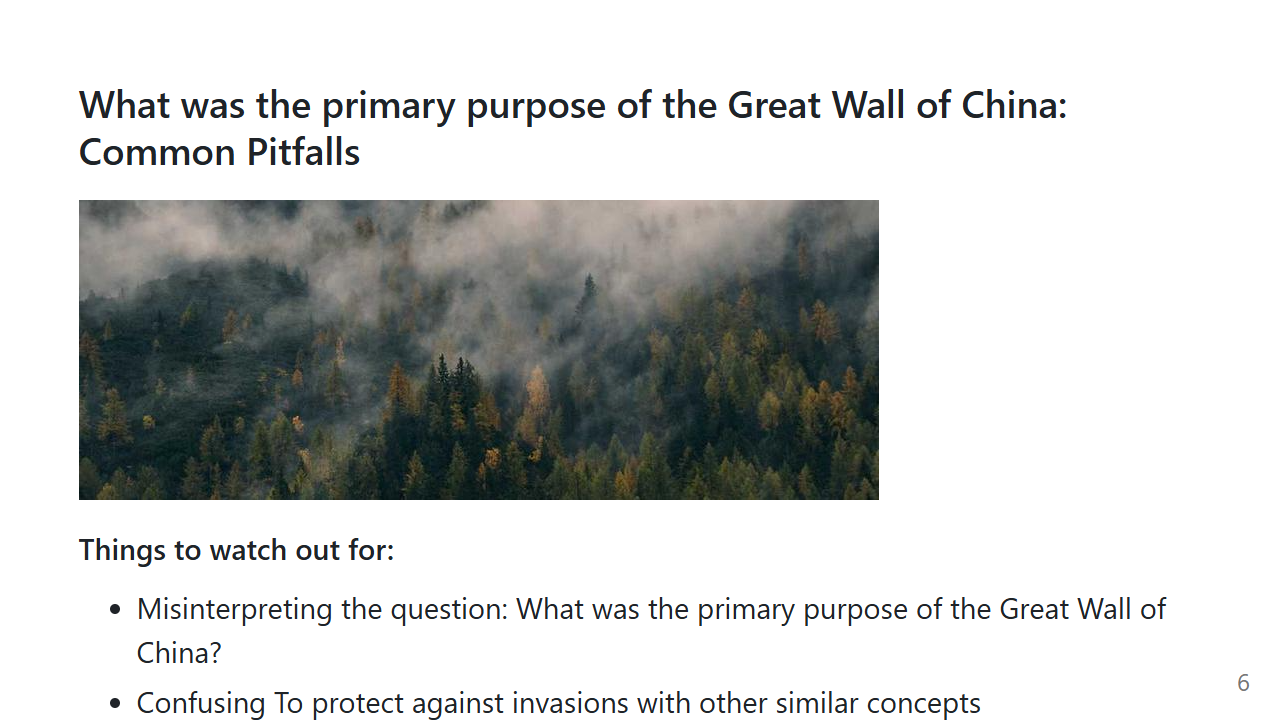 What was the primary purpose of the Great Wall of China:
Common Pitfalls
Things to watch out for:
Misinterpreting the question: What was the primary purpose of the Great Wall of
China?
Confusing To protect against invasions with other similar concepts
6